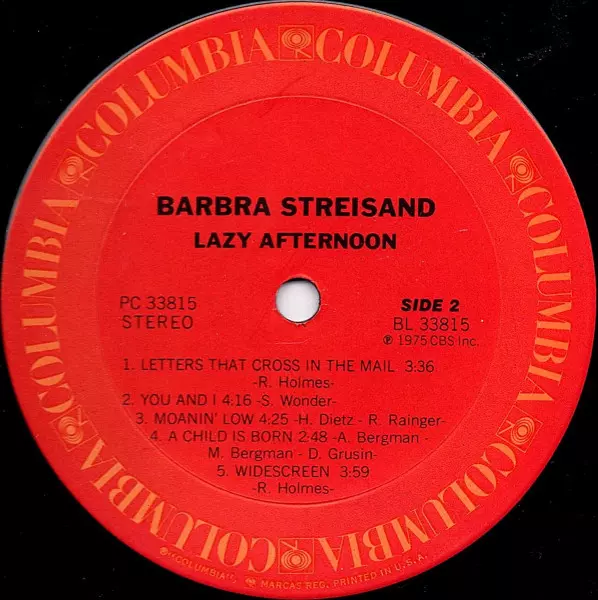 COLUMBIA COLUMBIA COLUMBIA COLUMBIA COLUMBIA COLUMBIA
BARBRA STREISAND
LAZY AFTERNOON
PC 33815
STEREO
SIDE 2
BL 33815
℗ 1975 CBS Inc.
1. LETTERS THAT CROSS IN THE MAIL 3:36
-R. Holmes-
2. YOU AND I 4:16 -S. Wonder-
3. MOANIN' LOW 4:25 -H. Dietz - R. Rainger-
4. A CHILD IS BORN 2:48 -A. Bergman -
M. Bergman - D. Grusin-
5. WIDESCREEN 3:59
-R. Holmes-
"COLUMBIA", MARCAS REG. PRINTED IN U.S.A.